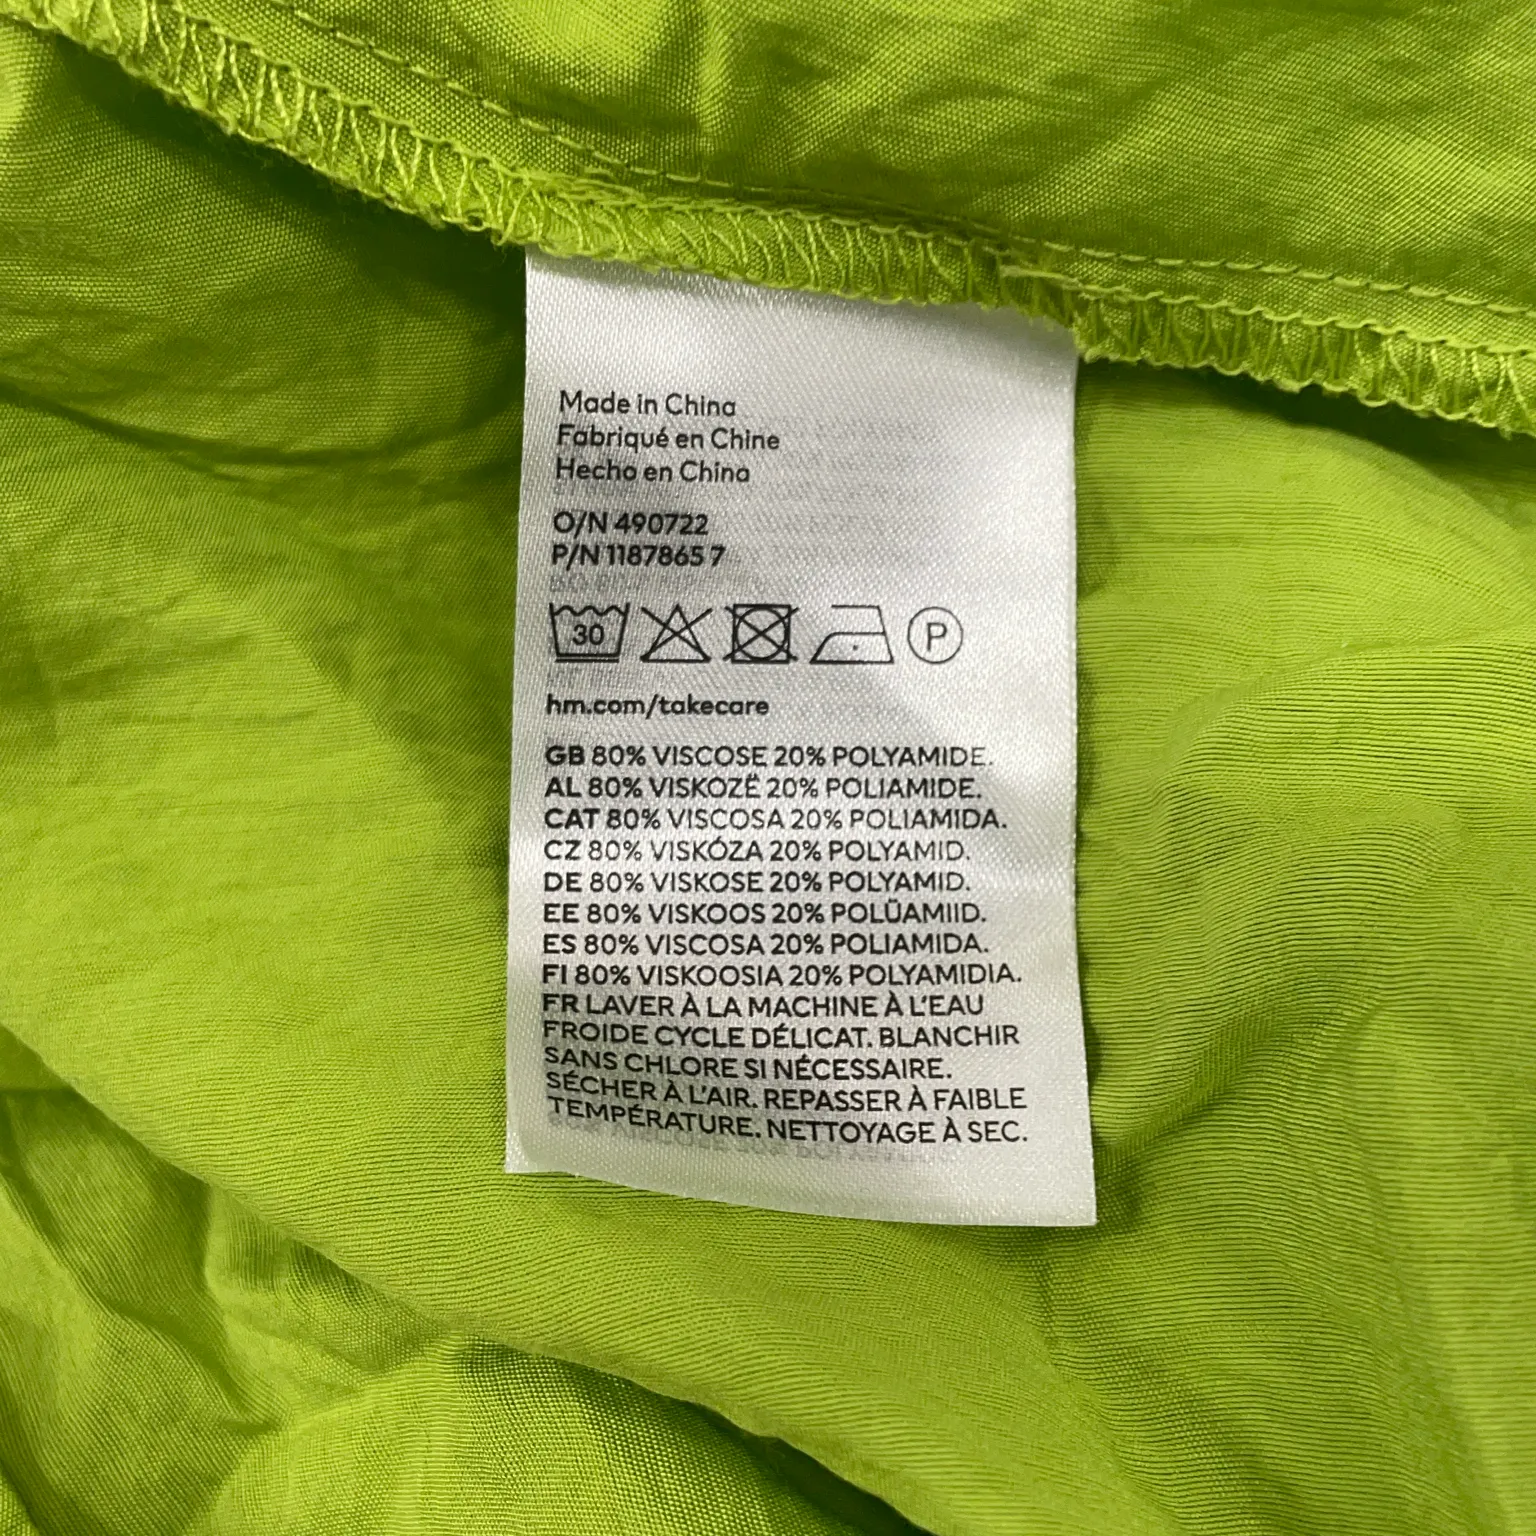 Made in China
Fabriqué en Chine
Hecho en China
O/N 490722
P/N 1187865 7
30 P
hm.com/takecare
GB 80% VISCOSE 20% POLYAMIDE.
AL 80% VISKOZË 20% POLIAMIDE.
CAT 80% VISCOSA 20% POLIAMIDA.
CZ 80% VISKÓZA 20% POLYAMID.
DE 80% VISKOSE 20% POLYAMID.
EE 80% VISKOOS 20% POLÜAMIID.
ES 80% VISCOSA 20% POLIAMIDA.
FI 80% VISKOOSIA 20% POLYAMIDIA.
FR LAVER À LA MACHINE À L'EAU
FROIDE CYCLE DÉLICAT. BLANCHIR
SANS CHLORE SI NÉCESSAIRE.
SÉCHER À L'AIR. REPASSER À FAIBLE
TEMPÉRATURE. NETTOYAGE À SEC.